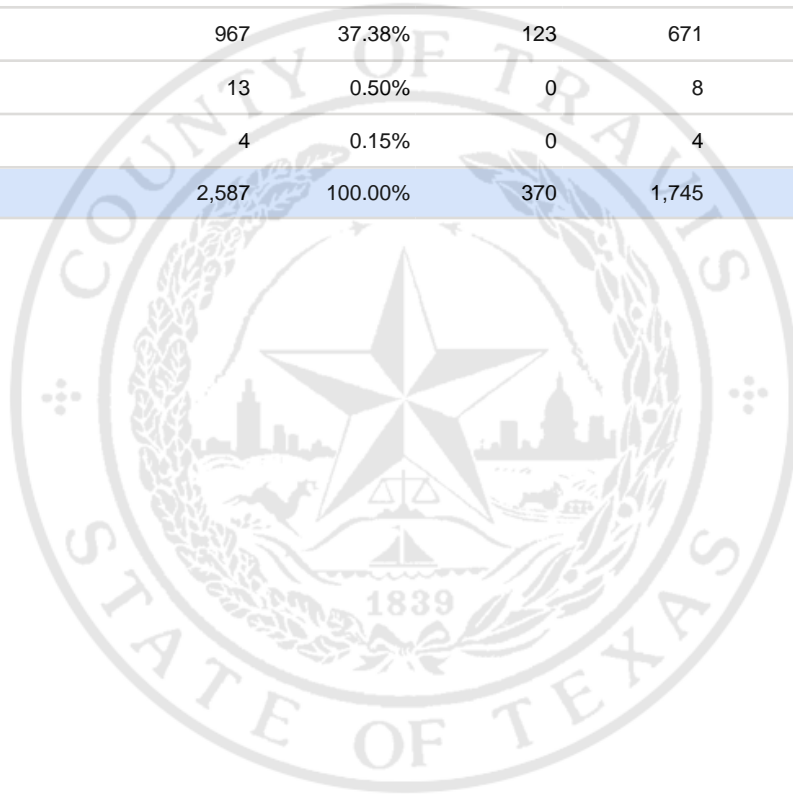 967 37.38% 123 671
13 0.50% 0 8
4 0.15% 0 4
2,587 100.00% 370 1,745
COUNTY OF TRAVIS
1839
STATE OF TEXAS